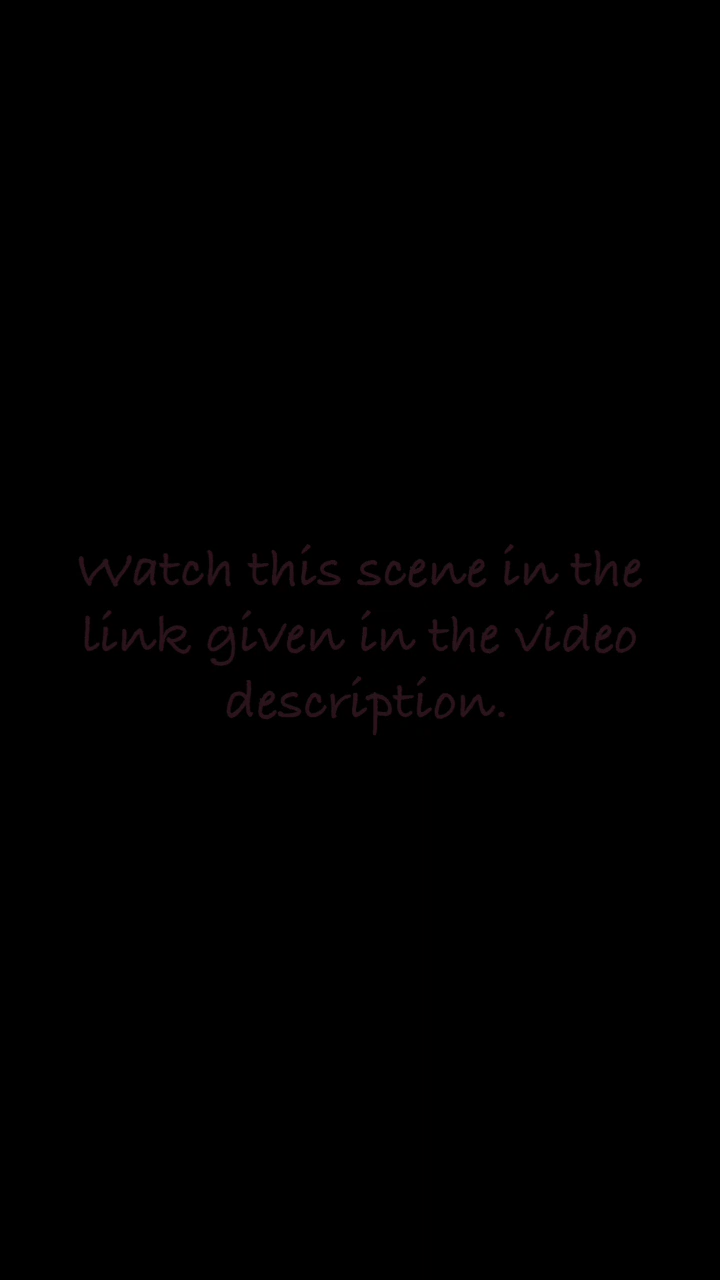 Watch this scene in the
link given in the video
description.